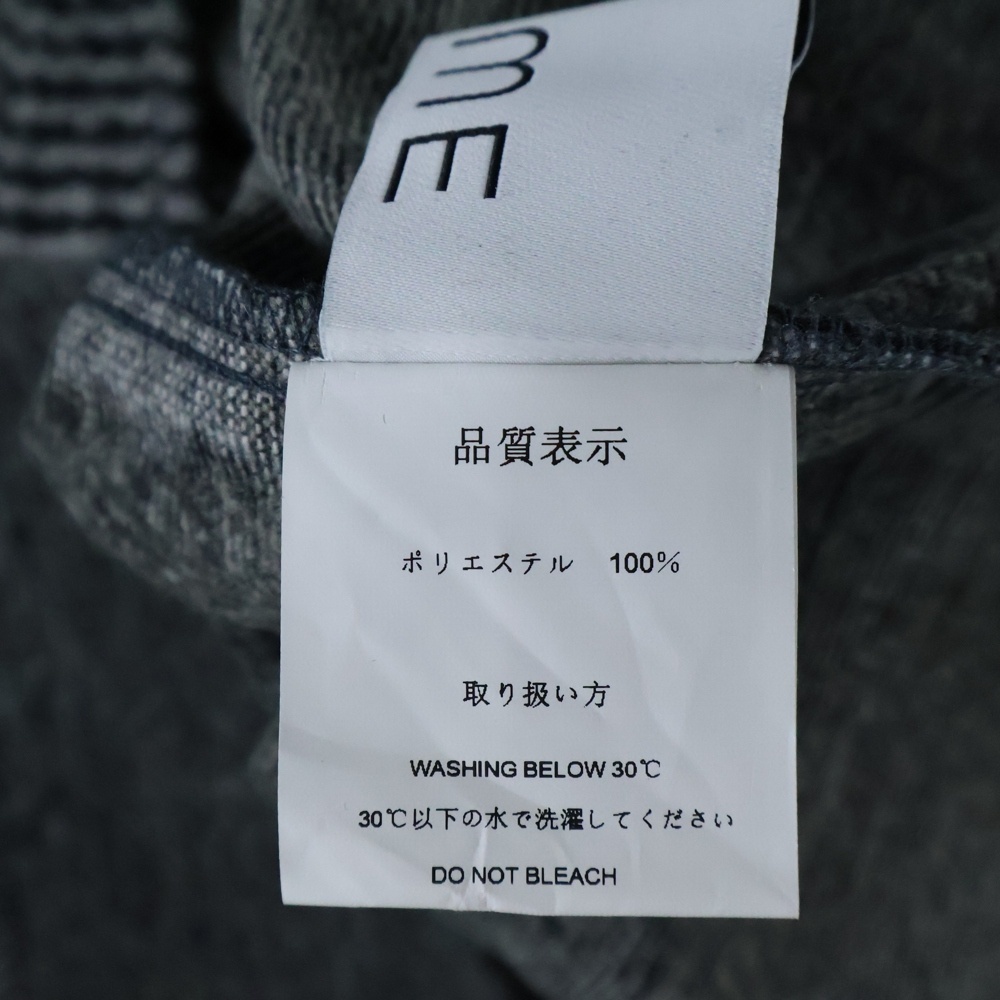 ME
品質表示
ポリエステル 100%
取り扱い方
WASHING BELOW 30℃
30℃以下の水で洗濯してください
DO NOT BLEACH